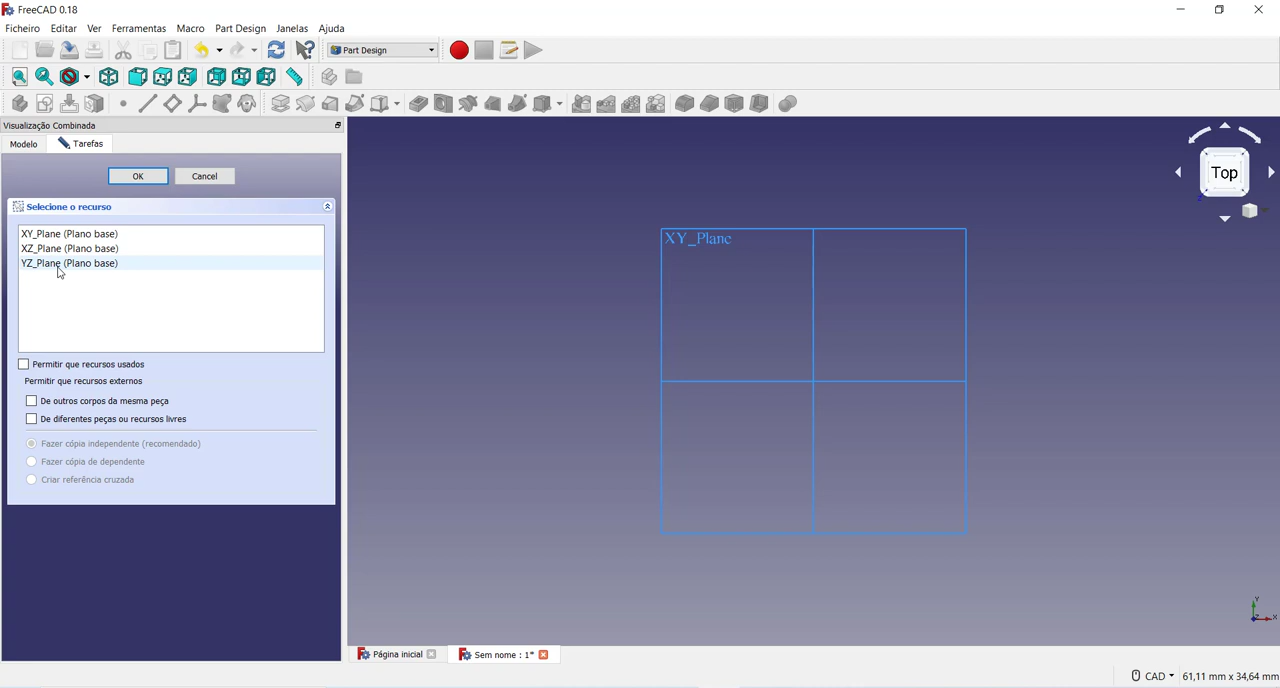 FreeCAD 0.18
Ficheiro Editar Ver Ferramentas Macro Part Design Janelas Ajuda
Part Design
Visualização Combinada
Modelo Tarefas
OK Cancel
Selecione o recurso
XY_Plane (Plano base)
XZ_Plane (Plano base)
YZ_Plane (Plano base)
Permitir que recursos usados
Permitir que recursos externos
De outros corpos da mesma peça
De diferentes peças ou recursos livres
Fazer cópia independente (recomendado)
Fazer cópia de dependente
Criar referência cruzada
XY_Plane
Top
Z
Y
Z X
Página inicial Sem nome : 1*
CAD 61,11 mm x 34,64 mm